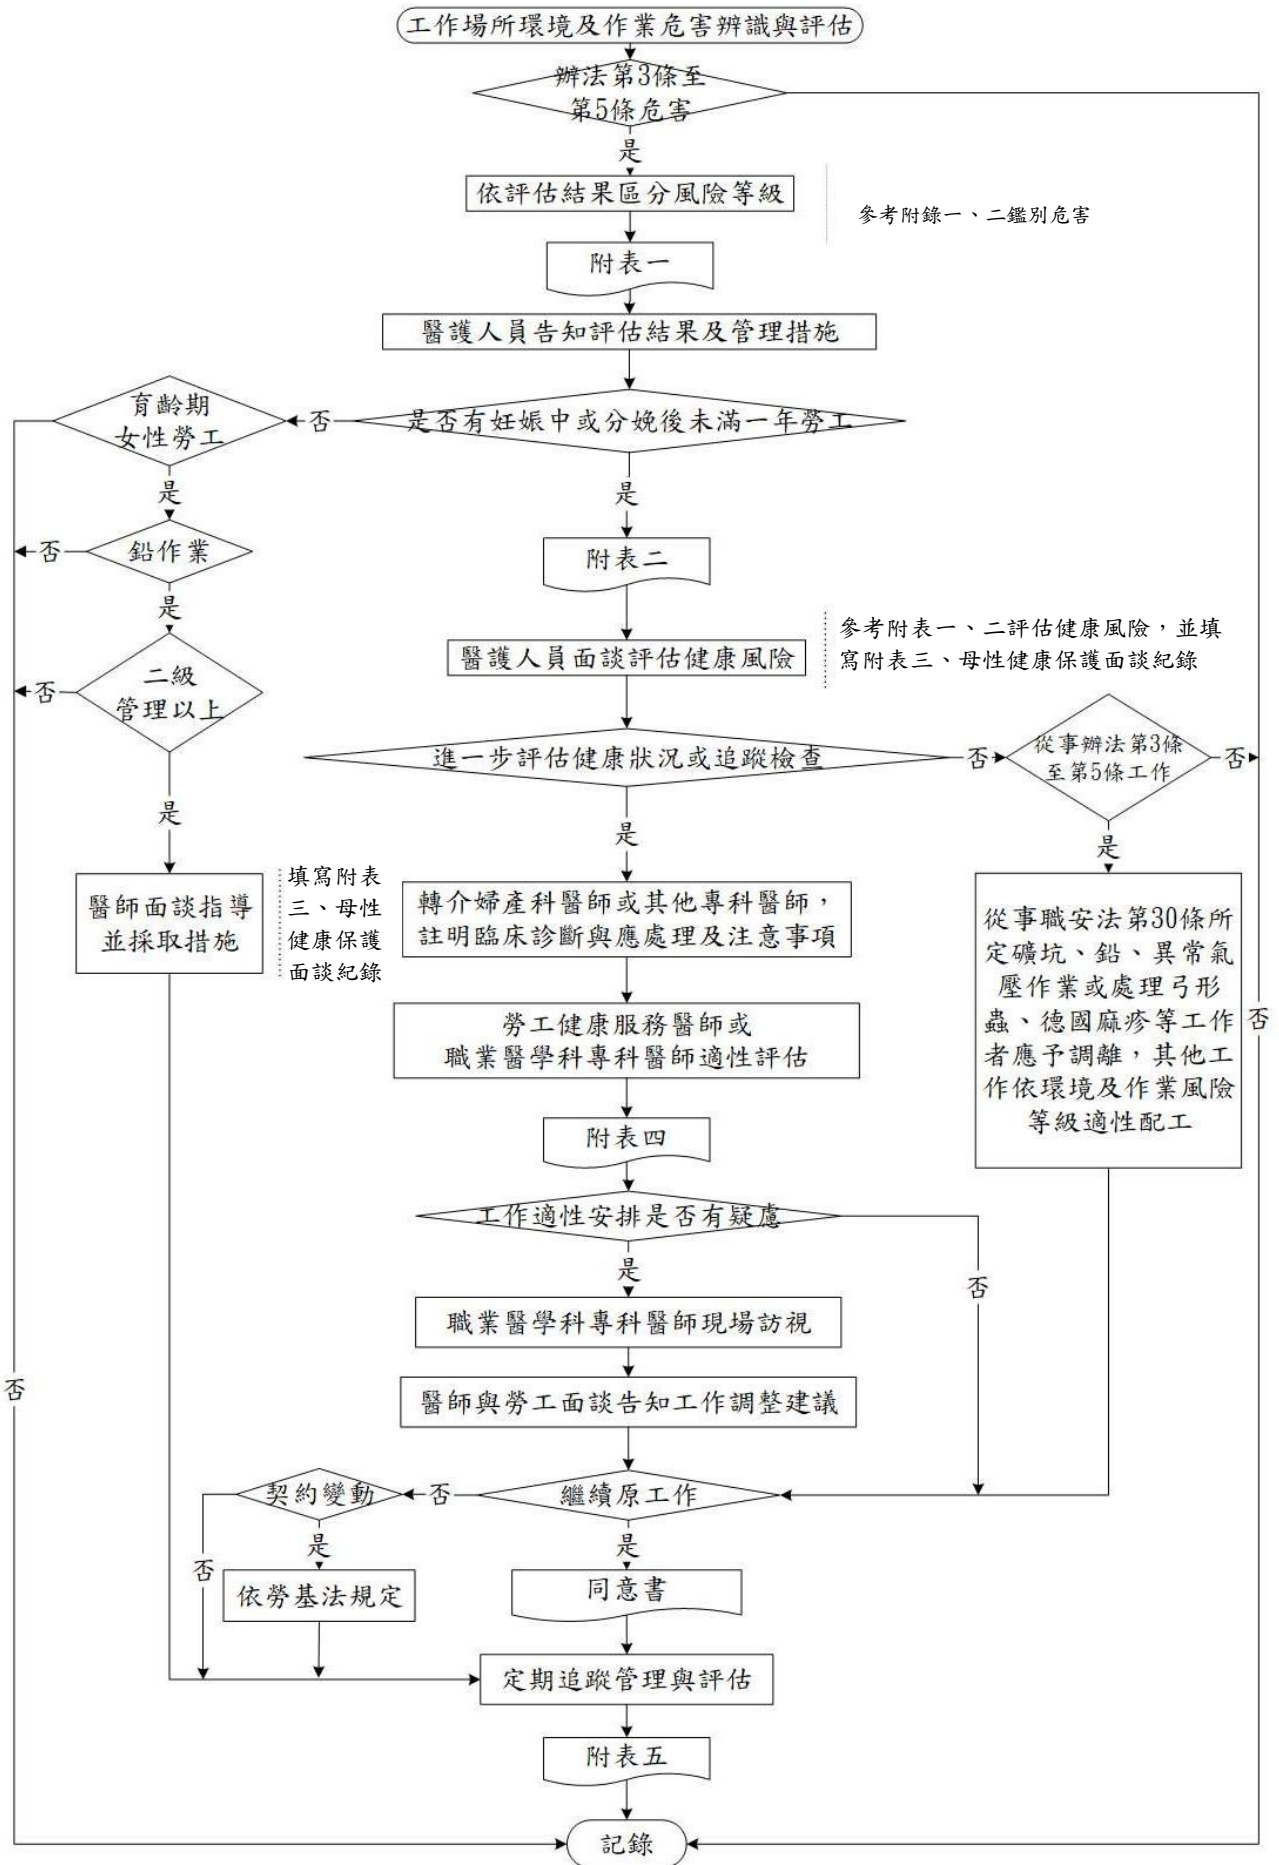 工作場所環境及作業危害辨識與評估
辦法第3條至
第5條危害
是
依評估結果區分風險等級
參考附錄一、二鑑別危害
附表一
醫護人員告知評估結果及管理措施
育齡期
女性勞工
否
是否有妊娠中或分娩後未滿一年勞工
是
是
否
鉛作業
附表二
是
醫護人員面談評估健康風險
參考附表一、二評估健康風險，並填
寫附表三、母性健康保護面談紀錄
否
二級
管理以上
進一步評估健康狀況或追蹤檢查
否
從事辦法第3條
至第5條工作
否
是
是
是
醫師面談指導
並採取措施
填寫附表
三、母性
健康保護
面談紀錄
轉介婦產科醫師或其他專科醫師，
註明臨床診斷與應處理及注意事項
從事職安法第30條所
定礦坑、鉛、異常氣
壓作業或處理弓形
蟲、德國麻疹等工作
者應予調離，其他工
作依環境及作業風險
等級適性配工
否
勞工健康服務醫師或
職業醫學科專科醫師適性評估
附表四
工作適性安排是否有疑慮
是
否
職業醫學科專科醫師現場訪視
否
醫師與勞工面談告知工作調整建議
契約變動
否
繼續原工作
是
是
否
依勞基法規定
同意書
定期追蹤管理與評估
附表五
記錄